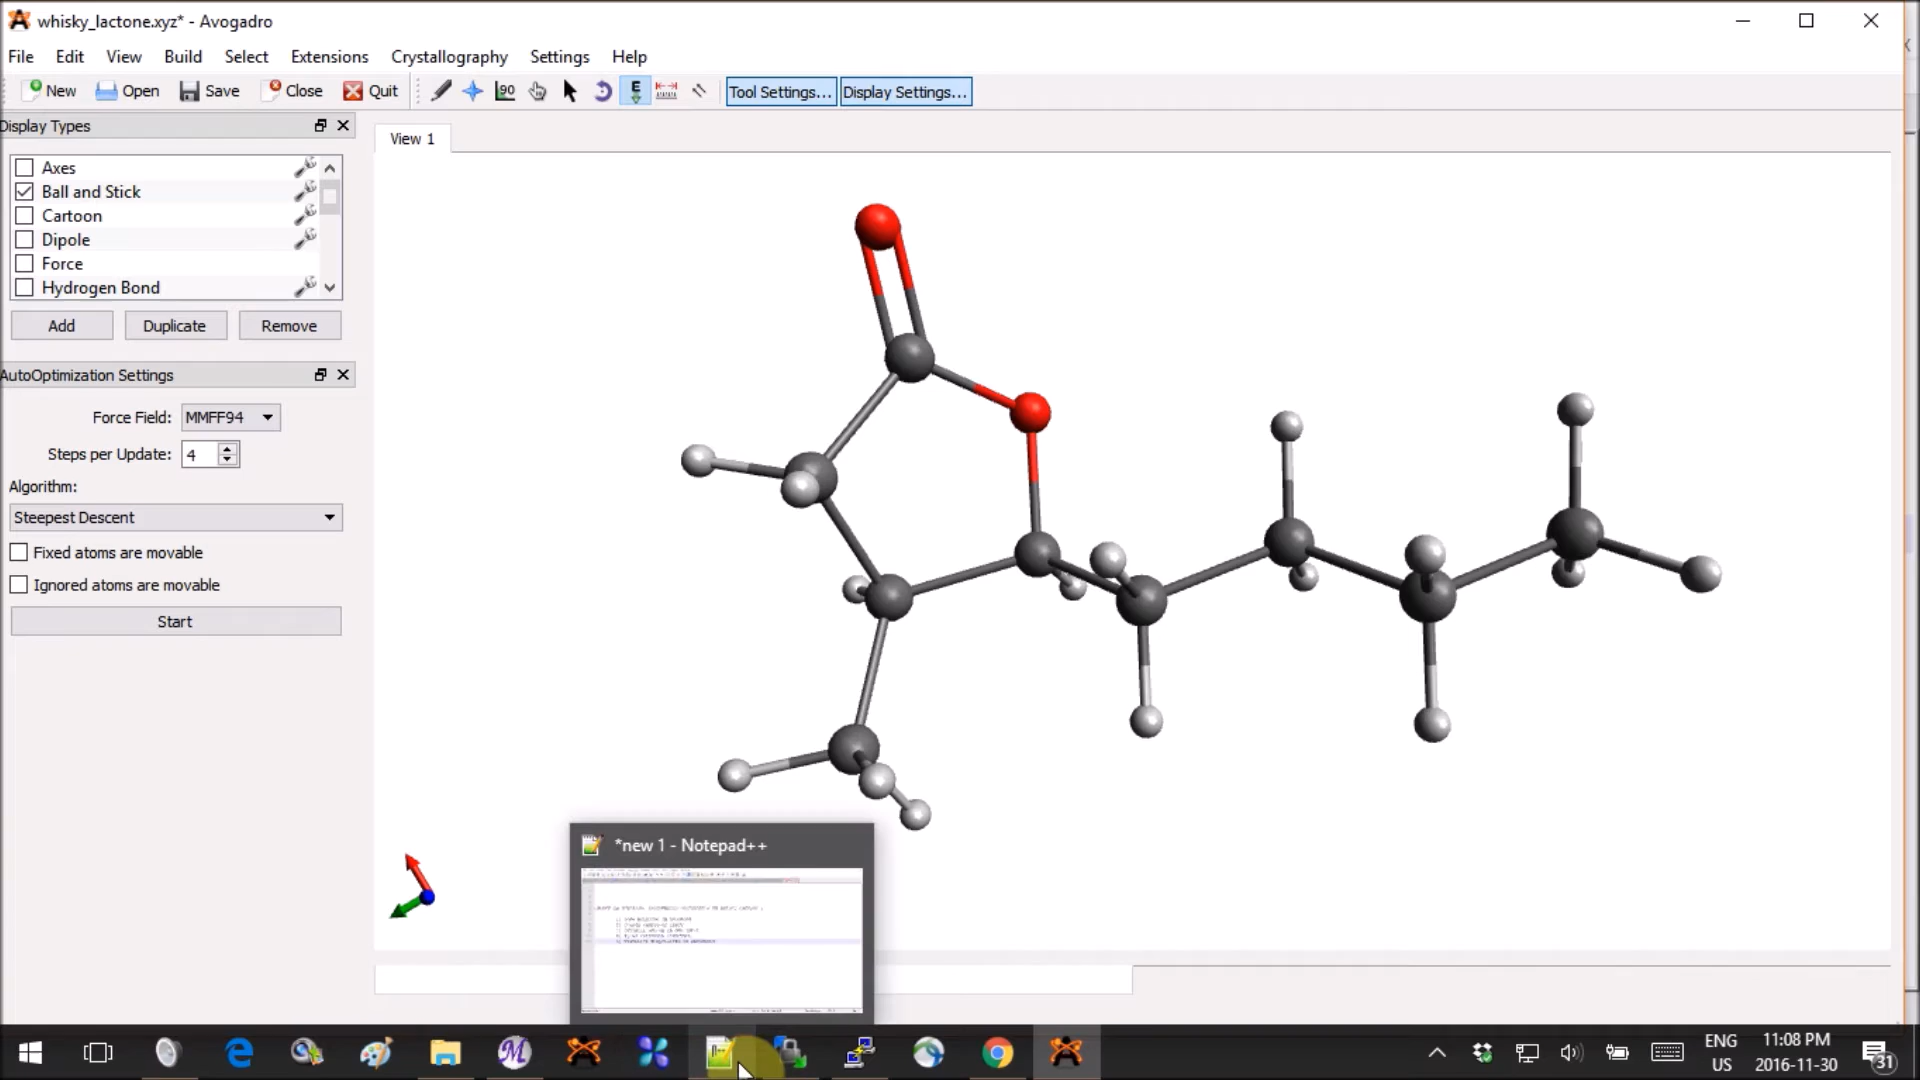 whisky_lactone.xyz* - Avogadro
File Edit View Build Select Extensions Crystallography Settings Help
New Open Save Close Quit 90 E Tool Settings... Display Settings...
Display Types
View 1
Axes
Ball and Stick
Cartoon
Dipole
Force
Hydrogen Bond
Add Duplicate Remove
AutoOptimization Settings
Force Field: MMFF94
Steps per Update: 4
Algorithm:
Steepest Descent
Fixed atoms are movable
Ignored atoms are movable
Start
*new 1 - Notepad++
ENG
US
11:08 PM
2016-11-30
31